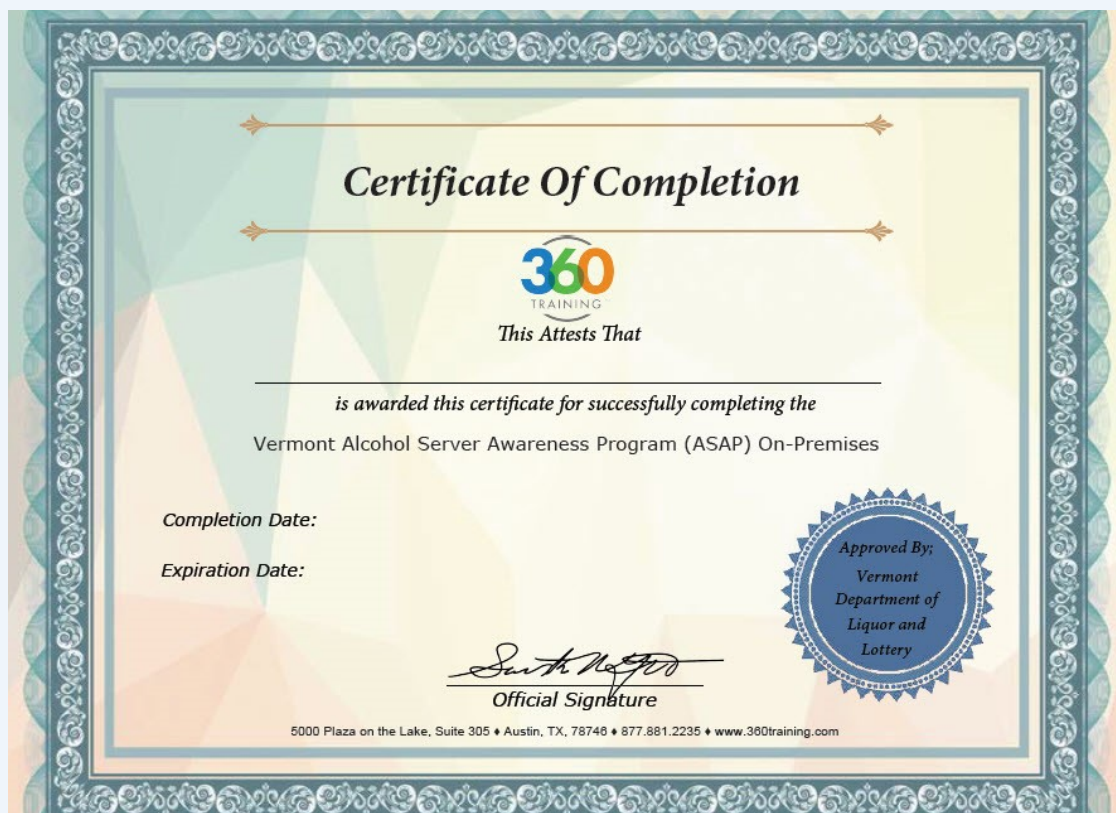 Certificate Of Completion
360
TRAINING
This Attests That
is awarded this certificate for successfully completing the
Vermont Alcohol Server Awareness Program (ASAP) On-Premises
Completion Date:
Expiration Date:
Approved By;
Vermont
Department of
Liquor and
Lottery
Official Signature
5000 Plaza on the Lake, Suite 305 ♦ Austin, TX, 78746 ♦ 877.881.2235 ♦ www.360training.com